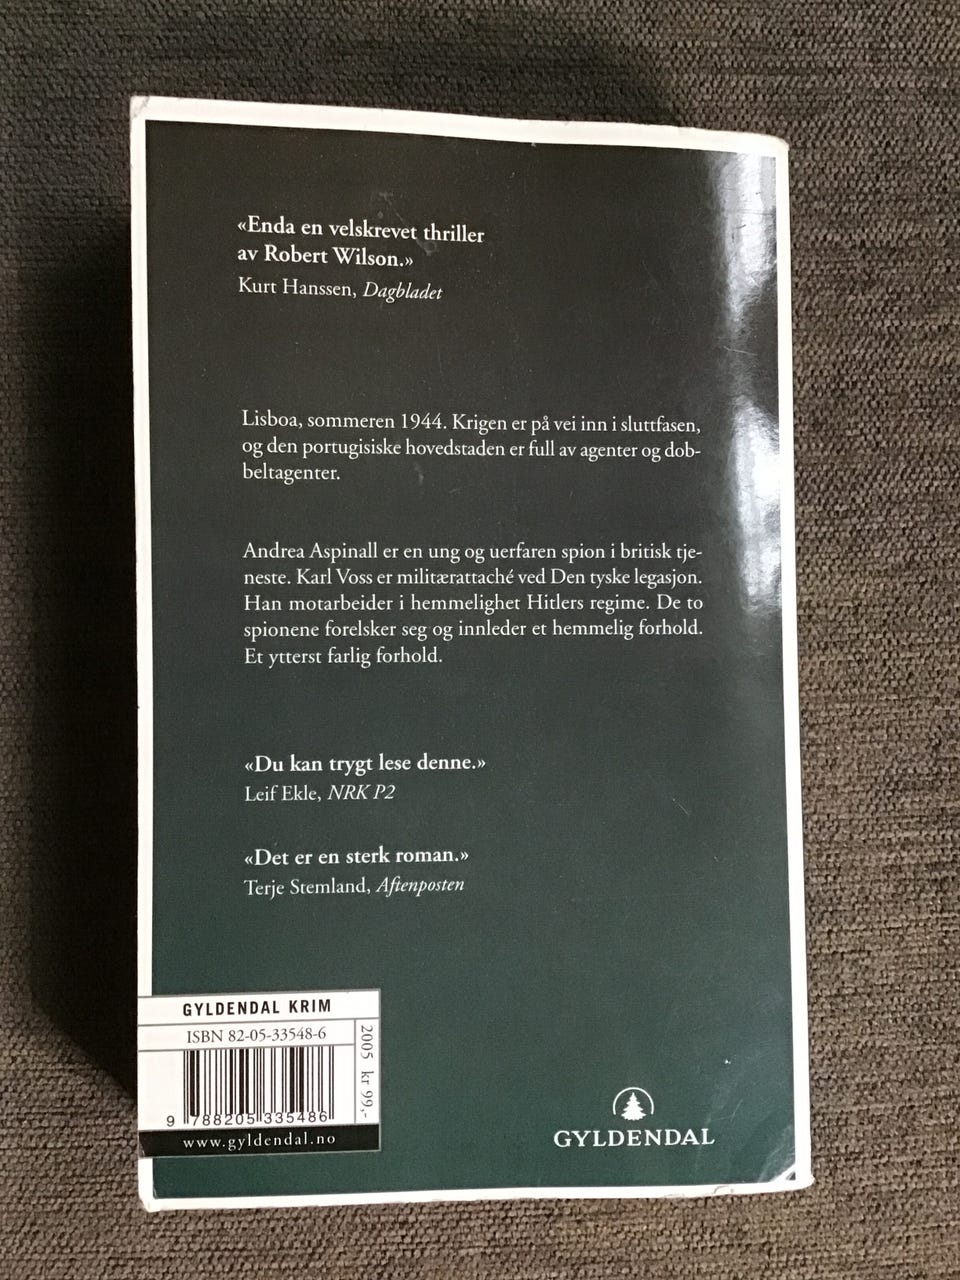 «Enda en velskrevet thriller
av Robert Wilson.»
Kurt Hanssen, Dagbladet
Lisboa, sommeren 1944. Krigen er på vei inn i sluttfasen,
og den portugisiske hovedstaden er full av agenter og dob-
beltagenter.
Andrea Aspinall er en ung og uerfaren spion i britisk tje-
neste. Karl Voss er militærattaché ved Den tyske legasjon.
Han motarbeider i hemmelighet Hitlers regime. De to
spionene forelsker seg og innleder et hemmelig forhold.
Et ytterst farlig forhold.
«Du kan trygt lese denne.»
Leif Ekle, NRK P2
«Det er en sterk roman.»
Terje Stemland, Aftenposten
GYLDENDAL KRIM
ISBN 82-05-33548-6
2005 kr 99,-
9 788205 335486
www.gyldendal.no
GYLDENDAL